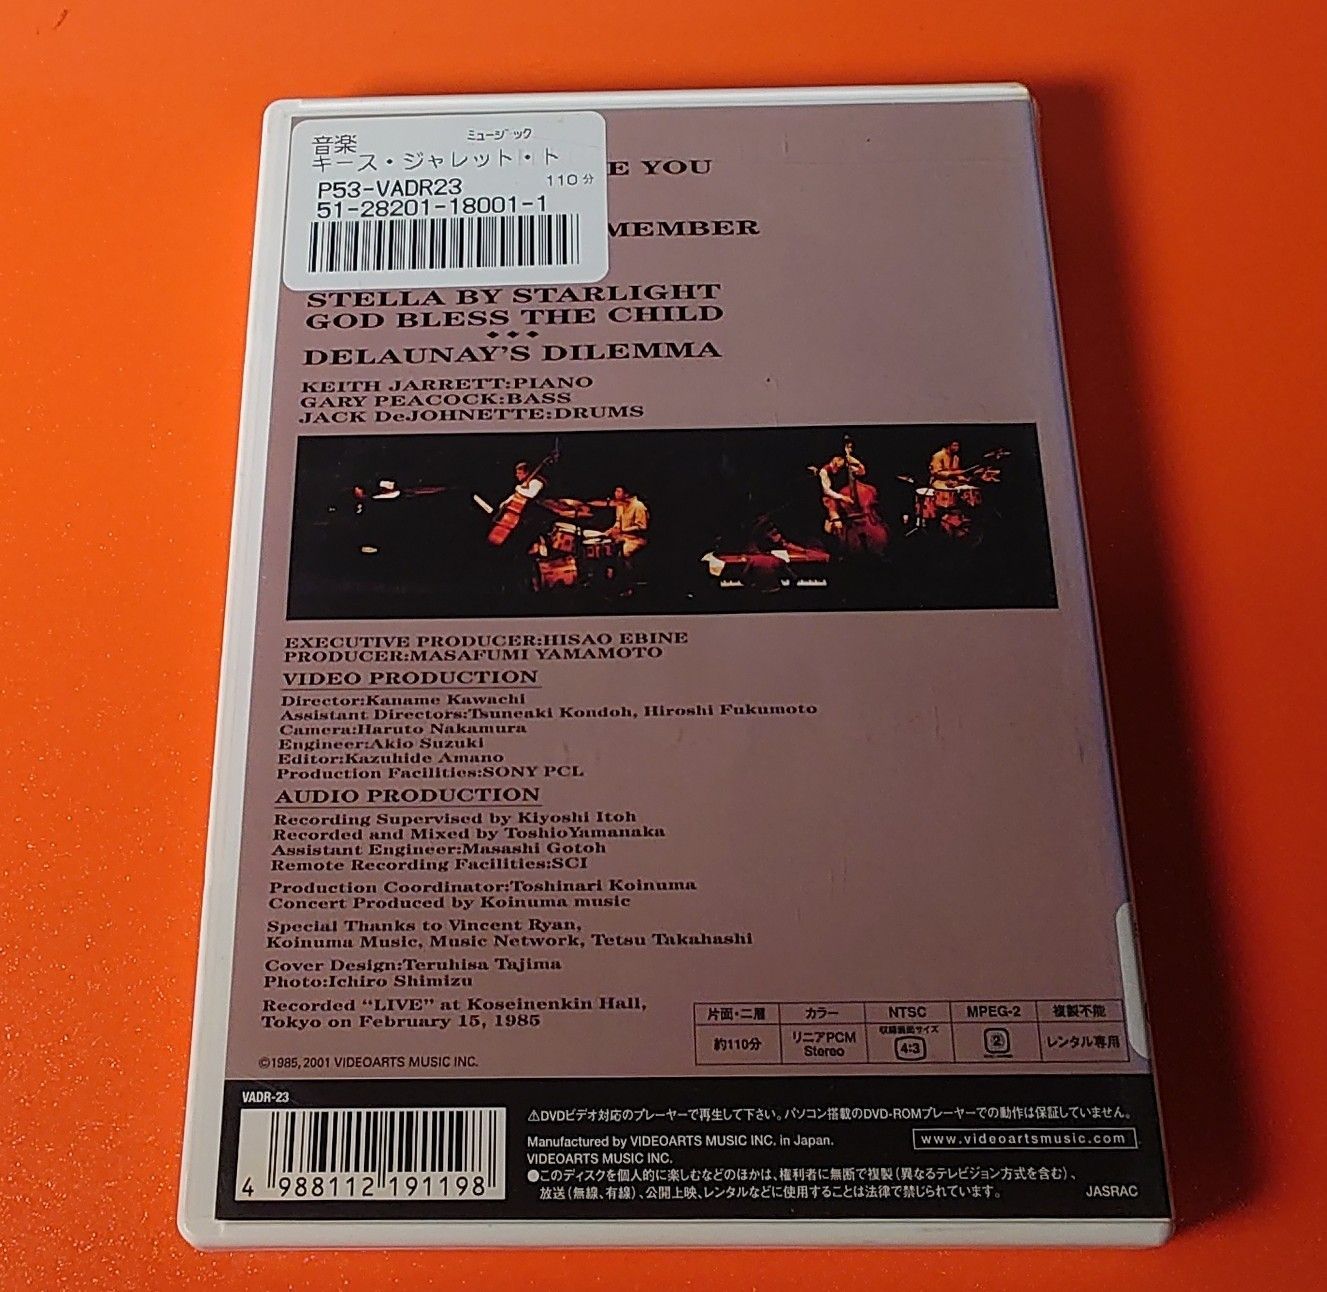 音楽
ミュージック
キース・ジャレット・ト
P53-VADR23
110分
51-28201-18001-1
E YOU
MEMBER
STELLA BY STARLIGHT
GOD BLESS THE CHILD
DELAUNAY'S DILEMMA
KEITH JARRETT:PIANO
GARY PEACOCK:BASS
JACK DeJOHNETTE:DRUMS
EXECUTIVE PRODUCER:HISAO EBINE
PRODUCER:MASAFUMI YAMAMOTO
VIDEO PRODUCTION
Director:Kaname Kawachi
Assistant Directors:Tsuneaki Kondoh, Hiroshi Fukumoto
Camera:Haruto Nakamura
Engineer:Akio Suzuki
Editor:Kazuhide Amano
Production Facilities:SONY PCL
AUDIO PRODUCTION
Recording Supervised by Kiyoshi Itoh
Recorded and Mixed by ToshioYamanaka
Assistant Engineer:Masashi Gotoh
Remote Recording Facilities:SCI
Production Coordinator:Toshinari Koinuma
Concert Produced by Koinuma music
Special Thanks to Vincent Ryan,
Koinuma Music, Music Network, Tetsu Takahashi
Cover Design:Teruhisa Tajima
Photo:Ichiro Shimizu
Recorded “LIVE” at Koseinenkin Hall,
Tokyo on February 15, 1985
片面・二層 カラー NTSC MPEG-2 複製不能
約110分 リニアPCM Stereo 収録画面サイズ 4:3 2 レンタル専用
©1985, 2001 VIDEOARTS MUSIC INC.
VADR-23
4 988112 191198
⚠DVDビデオ対応のプレーヤーで再生して下さい。パソコン搭載のDVD-ROMプレーヤーでの動作は保証していません。
Manufactured by VIDEOARTS MUSIC INC. in Japan.
www.videoartsmusic.com
VIDEOARTS MUSIC INC.
●このディスクを個人的に楽しむなどのほかは、権利者に無断で複製(異なるテレビジョン方式を含む)、
放送(無線、有線)、公開上映、レンタルなどに使用することは法律で禁じられています。
JASRAC